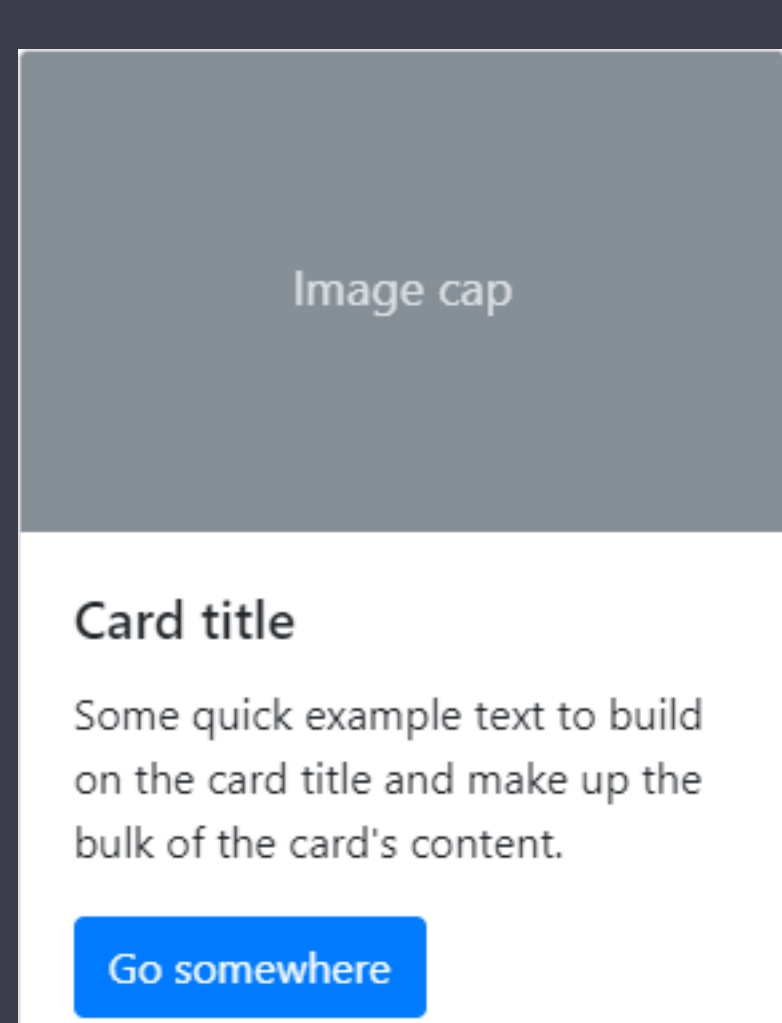 Image cap
Card title
Some quick example text to build
on the card title and make up the
bulk of the card's content.
Go somewhere